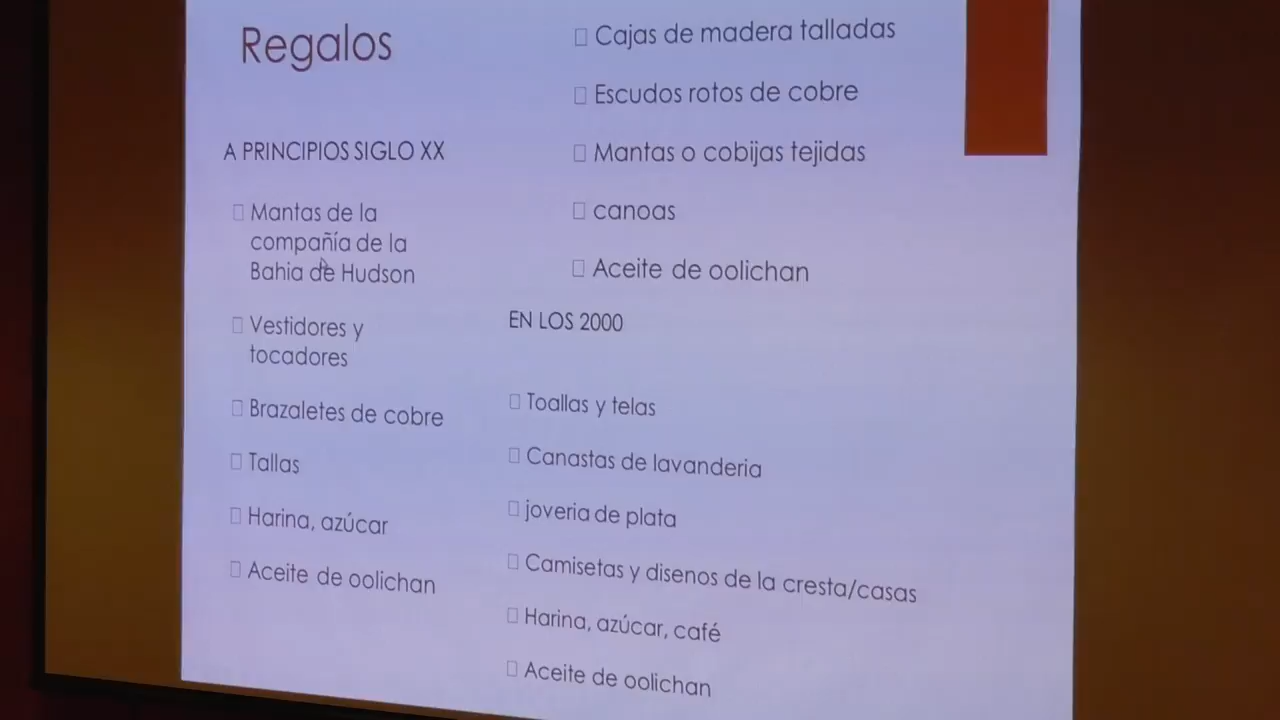 Regalos
A PRINCIPIOS SIGLO XX
Mantas de la
compañía de la
Bahia de Hudson
Vestidores y
tocadores
Brazaletes de cobre
Tallas
Harina, azúcar
Aceite de oolichan
Cajas de madera talladas
Escudos rotos de cobre
Mantas o cobijas tejidas
canoas
Aceite de oolichan
EN LOS 2000
Toallas y telas
Canastas de lavanderia
joveria de plata
Camisetas y disenos de la cresta/casas
Harina, azúcar, café
Aceite de oolichan